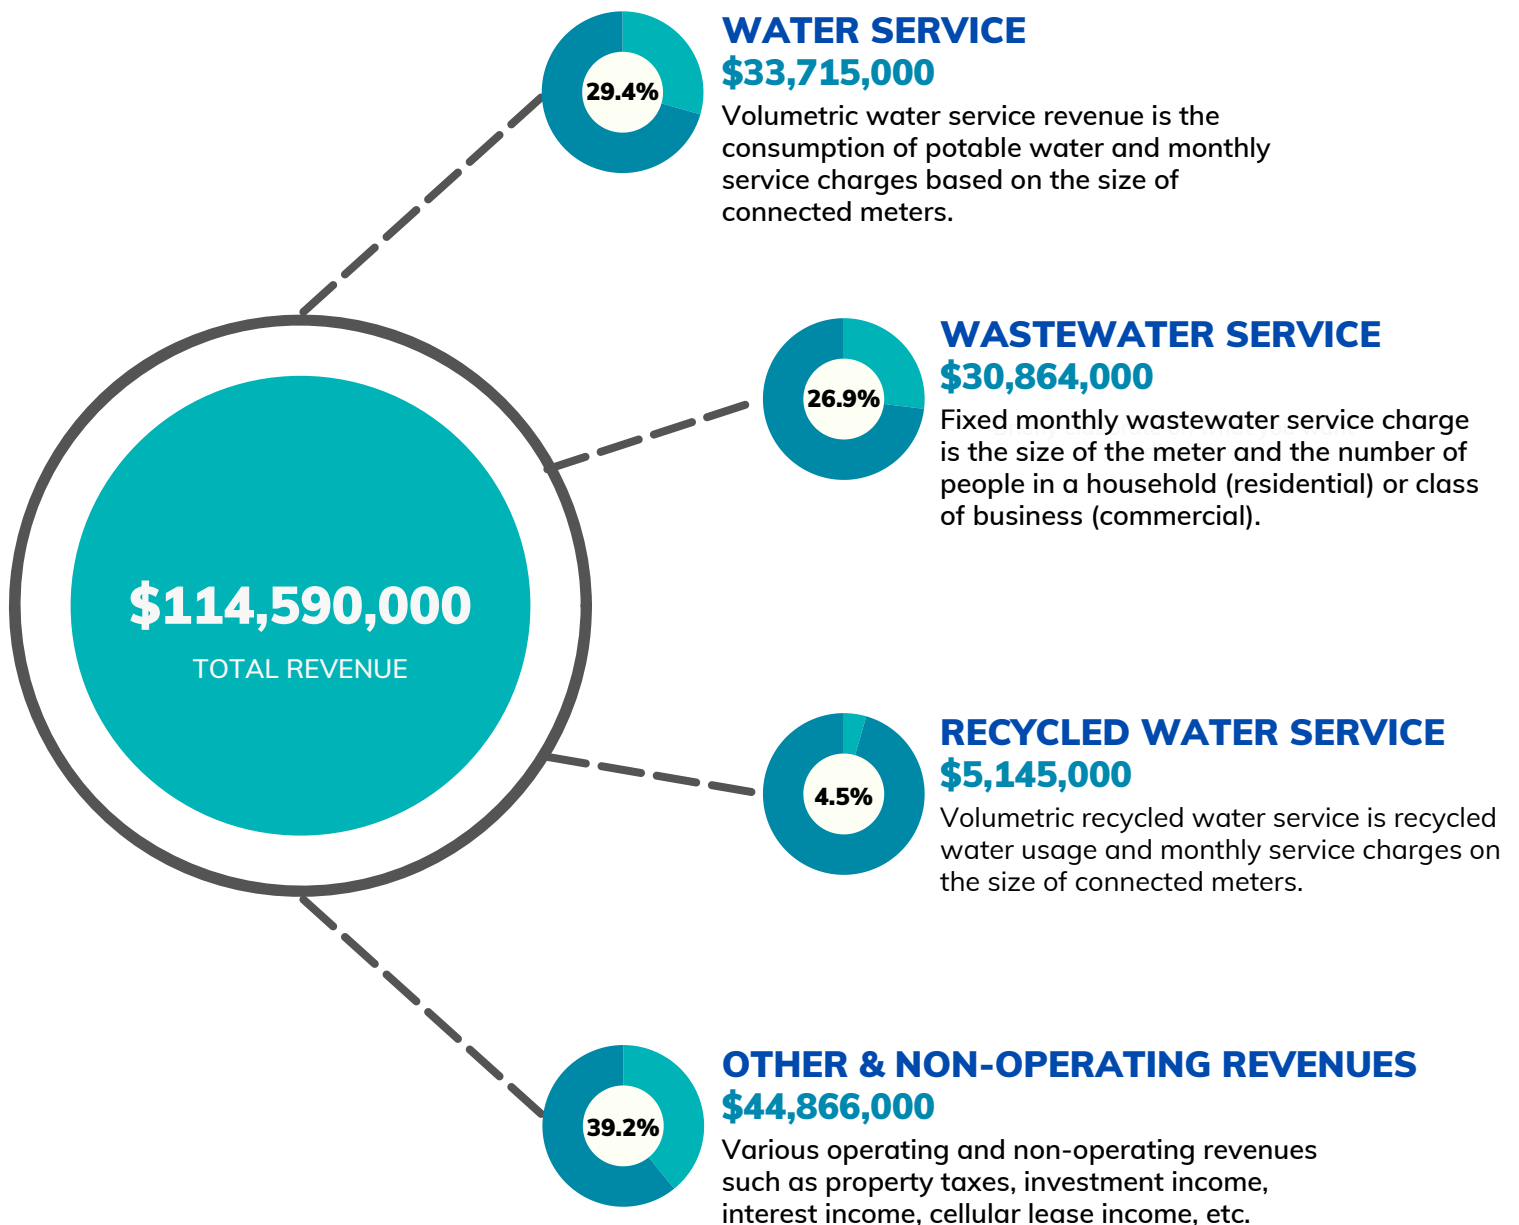 29.4%
WATER SERVICE
$33,715,000
Volumetric water service revenue is the
consumption of potable water and monthly
service charges based on the size of
connected meters.
26.9%
WASTEWATER SERVICE
$30,864,000
Fixed monthly wastewater service charge
is the size of the meter and the number of
people in a household (residential) or class
of business (commercial).
$114,590,000
TOTAL REVENUE
4.5%
RECYCLED WATER SERVICE
$5,145,000
Volumetric recycled water service is recycled
water usage and monthly service charges on
the size of connected meters.
39.2%
OTHER & NON-OPERATING REVENUES
$44,866,000
Various operating and non-operating revenues
such as property taxes, investment income,
interest income, cellular lease income, etc.